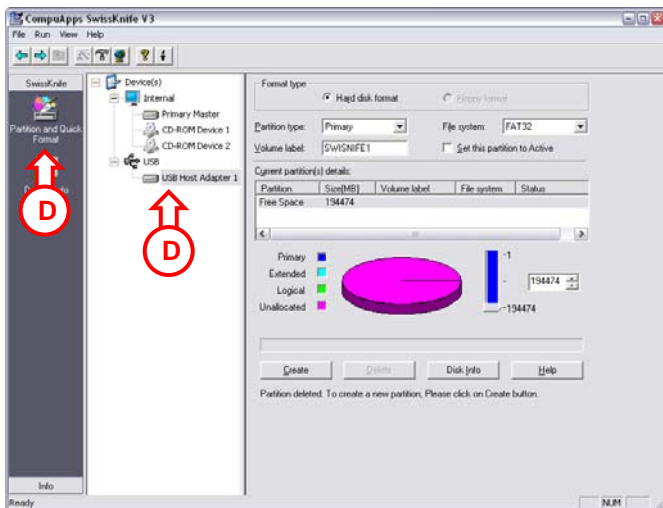 CompuApps SwissKnife V3
File Run View Help
SwissKnife
Partition and Quick
Format
D
Info
Ready
Device(s)
Internal
Primary Master
CD-ROM Device 1
CD-ROM Device 2
USB
USB Host Adapter 1
D
Format type
Hard disk format
Floppy format
Partition type: Primary
File system: FAT32
Volume label: SWISNIFE1
Set this partition to Active
Current partition(s) details:
Partition Size[MB] Volume label File system Status
Free Space 194474
Primary
Extended
Logical
Unallocated
-1
-
-194474
194474
Create Delete Disk Info Help
Partition deleted. To create a new partition, Please click on Create button.
NUM